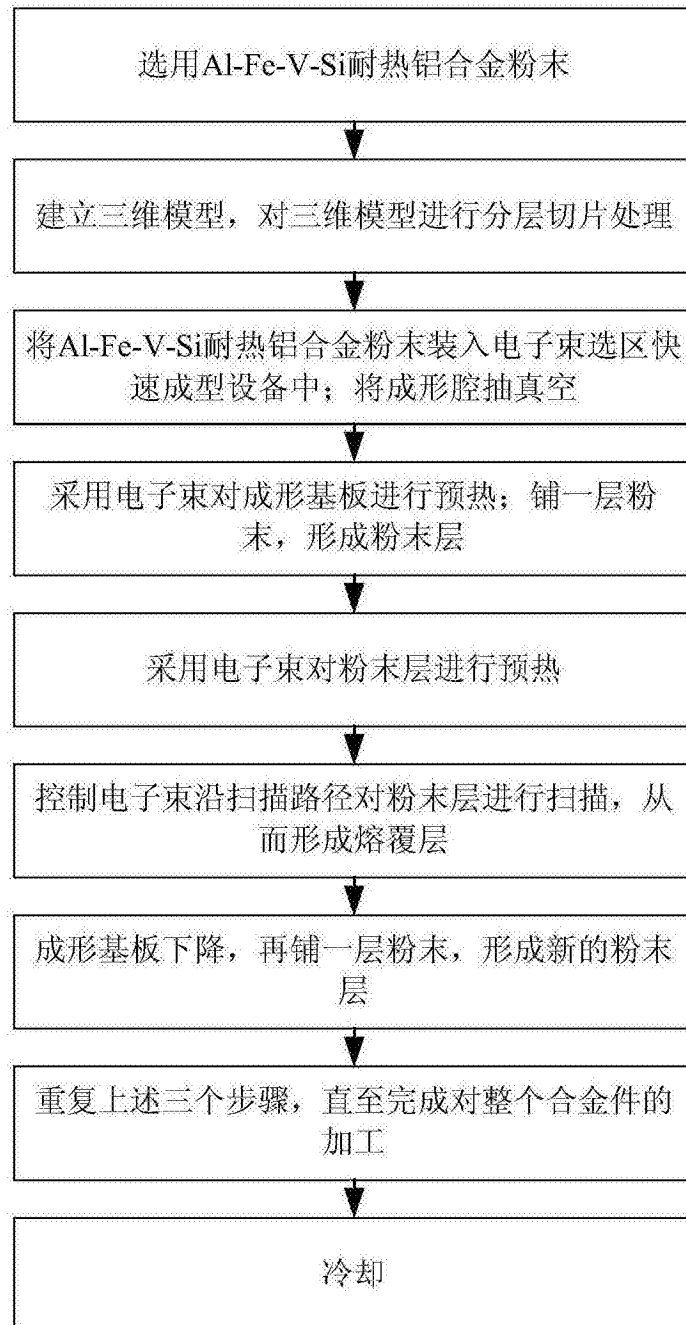 选用Al-Fe-V-Si耐热铝合金粉末
建立三维模型，对三维模型进行分层切片处理
将Al-Fe-V-Si耐热铝合金粉末装入电子束选区快
速成型设备中；将成形腔抽真空
采用电子束对成形基板进行预热；铺一层粉
末，形成粉末层
采用电子束对粉末层进行预热
控制电子束沿扫描路径对粉末层进行扫描，从
而形成熔覆层
成形基板下降，再铺一层粉末，形成新的粉末
层
重复上述三个步骤，直至完成对整个合金件的
加工
冷却